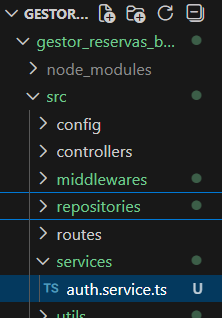 GESTOR...
gestor_reservas_b...
node_modules
src
config
controllers
middlewares
repositories
routes
services
TS auth.service.ts U
utils